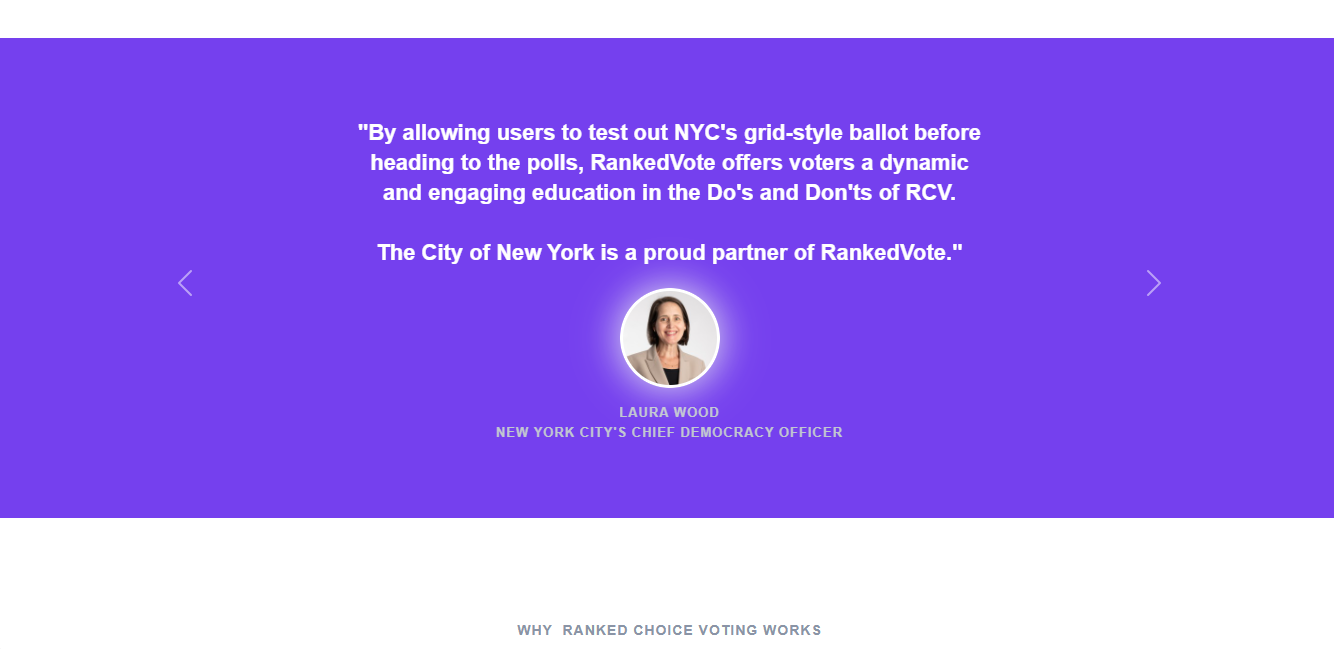 "By allowing users to test out NYC's grid-style ballot before
heading to the polls, RankedVote offers voters a dynamic
and engaging education in the Do's and Don'ts of RCV.
The City of New York is a proud partner of RankedVote."
LAURA WOOD
NEW YORK CITY'S CHIEF DEMOCRACY OFFICER
WHY RANKED CHOICE VOTING WORKS